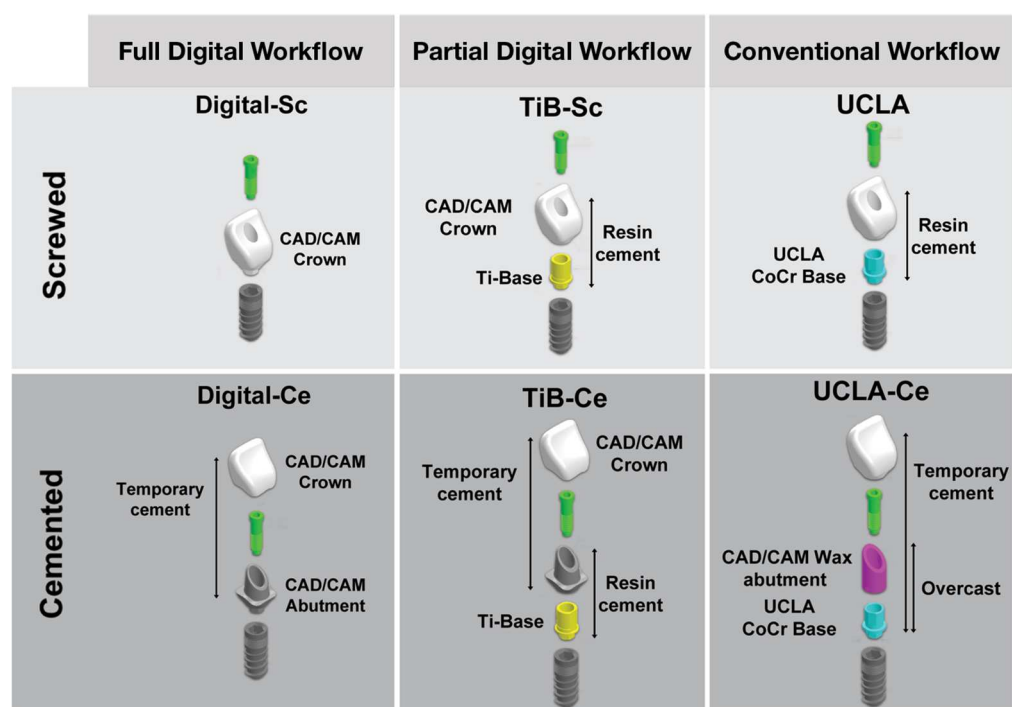 Full Digital Workflow
Partial Digital Workflow
Conventional Workflow
Screwed
Digital-Sc
CAD/CAM
Crown
TiB-Sc
CAD/CAM
Crown
Resin
cement
Ti-Base
UCLA
Resin
cement
UCLA
CoCr Base
Cemented
Digital-Ce
CAD/CAM
Crown
Temporary
cement
CAD/CAM
Abutment
TiB-Ce
CAD/CAM
Crown
Temporary
cement
Resin
cement
Ti-Base
UCLA-Ce
Temporary
cement
CAD/CAM Wax
abutment
Overcast
UCLA
CoCr Base